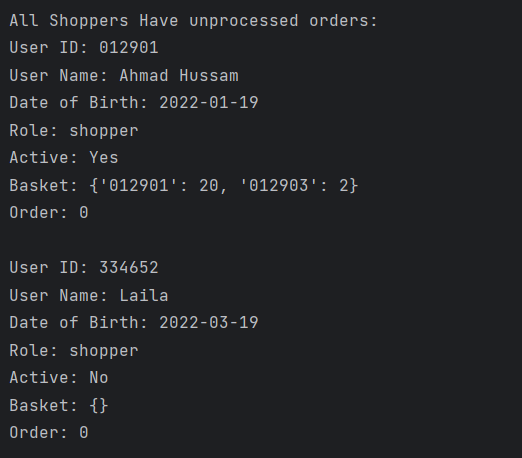 All Shoppers Have unprocessed orders:
User ID: 012901
User Name: Ahmad Hussam
Date of Birth: 2022-01-19
Role: shopper
Active: Yes
Basket: {'012901': 20, '012903': 2}
Order: 0

User ID: 334652
User Name: Laila
Date of Birth: 2022-03-19
Role: shopper
Active: No
Basket: {}
Order: 0